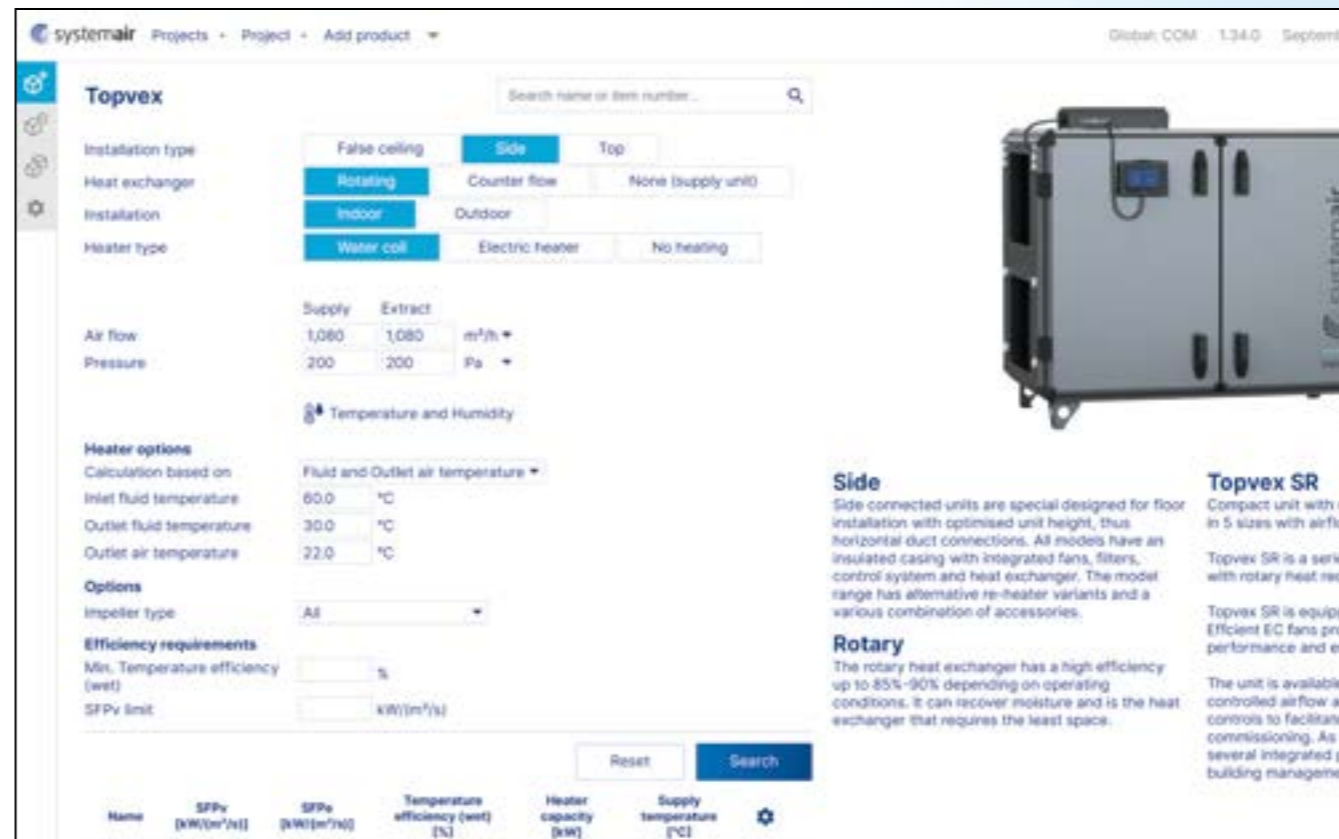 systemair Projects Project Add product
Global: COM 1.34.0
Topvex
Search name or item number...
Installation type False ceiling Side Top
Heat exchanger Rotating Counter flow None (supply unit)
Installation Indoor Outdoor
Heater type Water coil Electric heater No heating
Supply Extract
Air flow 1,080 1,080 m³/h
Pressure 200 200 Pa
Temperature and Humidity
Heater options
Calculation based on Fluid and Outlet air temperature
Inlet fluid temperature 60.0 °C
Outlet fluid temperature 30.0 °C
Outlet air temperature 22.0 °C
Options
Impeller type All
Efficiency requirements
Min. Temperature efficiency
(wet) %
SFPv limit kW/(m³/s)
Reset Search
Name SFPv [kW/(m³/s)] SFPe [kW/(m³/s)] Temperature efficiency (wet) [%] Heater capacity [kW] Supply temperature [°C]
systemair
Side
Side connected units are special designed for floor
installation with optimised unit height, thus
horizontal duct connections. All models have an
insulated casing with integrated fans, filters,
control system and heat exchanger. The model
range has alternative re-heater variants and a
various combination of accessories.
Rotary
The rotary heat exchanger has a high efficiency
up to 85%-90% depending on operating
conditions. It can recover moisture and is the heat
exchanger that requires the least space.
Topvex SR
Compact unit with
in 5 sizes with
Topvex SR is a
with rotary heat
Topvex SR is
Efficient EC fans
performance and
The unit is available
controlled airflow
controls to
commissioning. As
several integrated
building